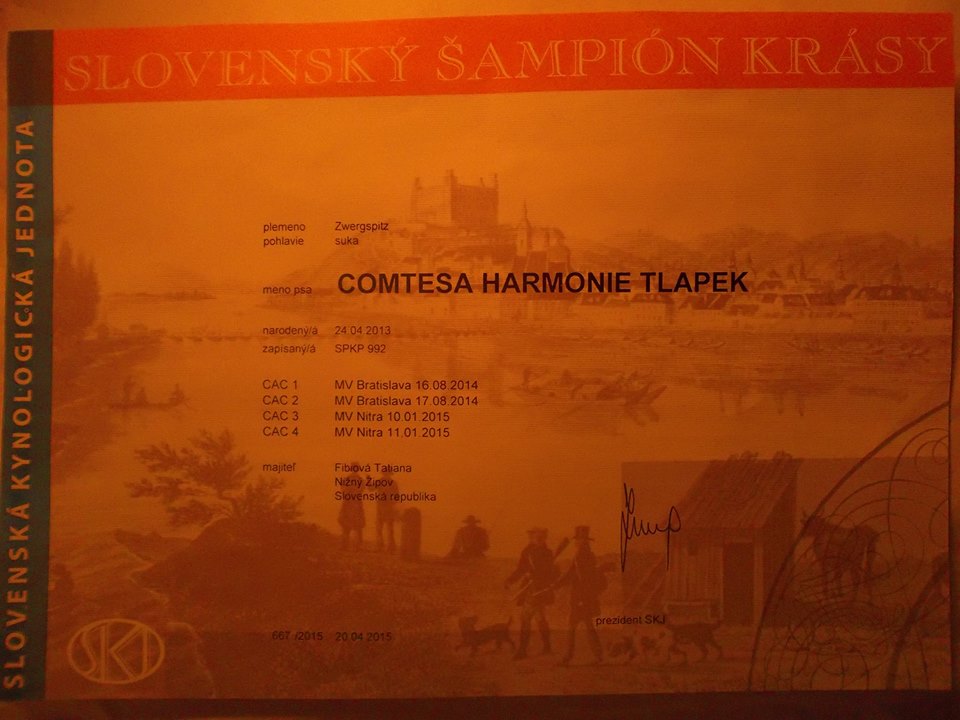 SLOVENSKÝ ŠAMPIÓN KRÁSY
SLOVENSKÁ KYNOLOGICKÁ JEDNOTA
plemeno Zwergspitz
pohlavie suka
meno psa COMTESA HARMONIE TLAPEK
narodený/á 24.04.2013
zapísaný/á SPKP 992
CAC 1 MV Bratislava 16.08.2014
CAC 2 MV Bratislava 17.08.2014
CAC 3 MV Nitra 10.01.2015
CAC 4 MV Nitra 11.01.2015
majiteľ Fibiová Tatiana
Nižný Žipov
Slovenská republika
prezident SKJ
667 /2015 20.04.2015
SKJ